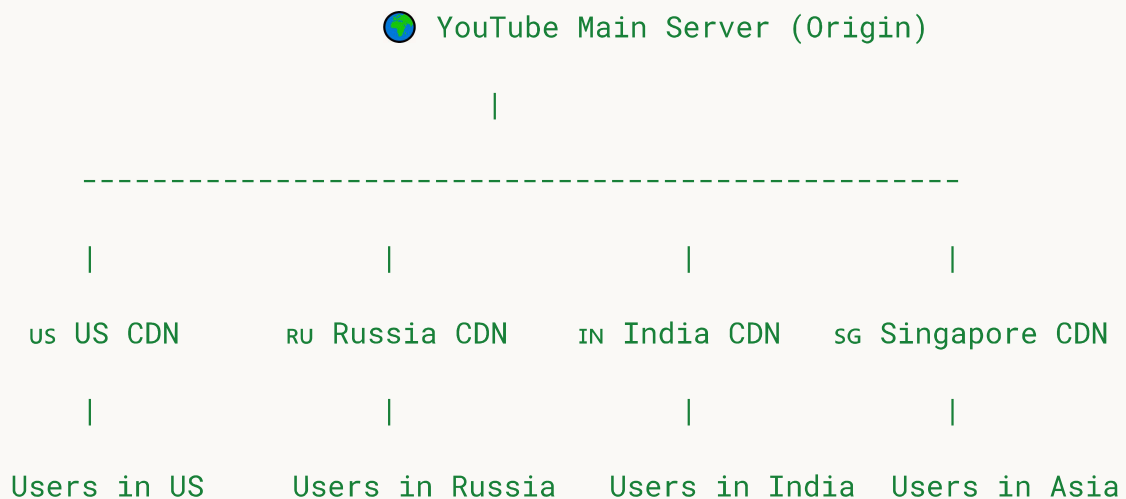 🌍 YouTube Main Server (Origin)
|
--------------------------------------------------
| | | |
US US CDN RU Russia CDN IN India CDN SG Singapore CDN
| | | |
Users in US Users in Russia Users in India Users in Asia